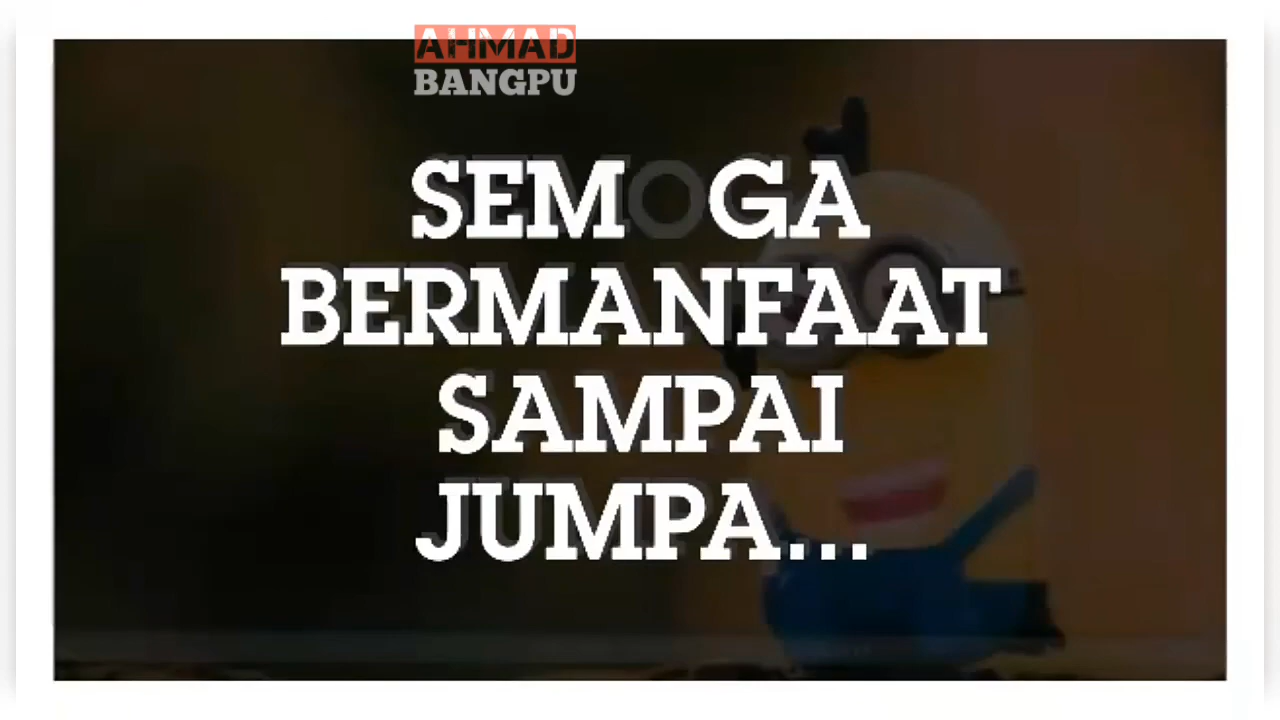 AHMAD
BANGPU
SEMOGA
BERMANFAAT
SAMPAI
JUMPA...